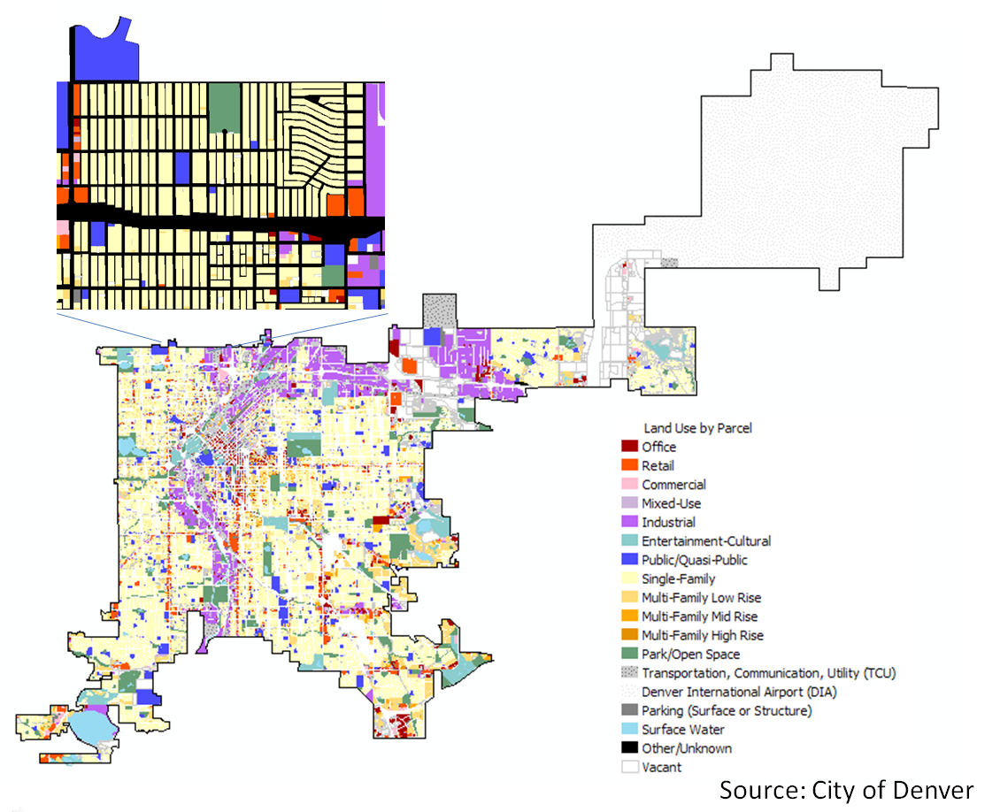 Land Use by Parcel
Office
Retail
Commercial
Mixed-Use
Industrial
Entertainment-Cultural
Public/Quasi-Public
Single-Family
Multi-Family Low Rise
Multi-Family Mid Rise
Multi-Family High Rise
Park/Open Space
Transportation, Communication, Utility (TCU)
Denver International Airport (DIA)
Parking (Surface or Structure)
Surface Water
Other/Unknown
Vacant
Source: City of Denver